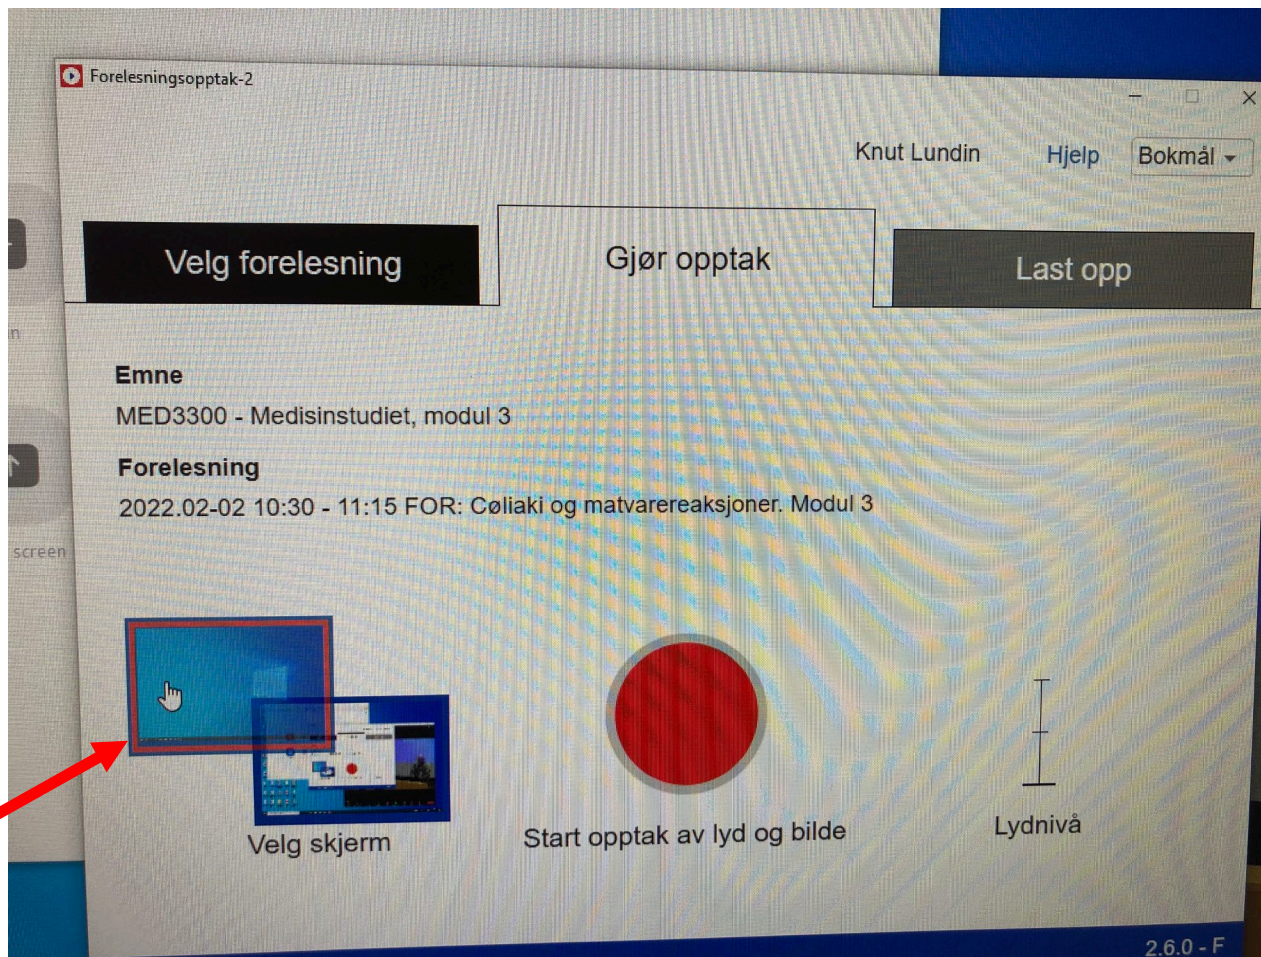 Forelesningsopptak-2
Knut Lundin Hjelp Bokmål
Velg forelesning Gjør opptak Last opp
Emne
MED3300 - Medisinstudiet, modul 3
Forelesning
2022.02-02 10:30 - 11:15 FOR: Cøliaki og matvarereaksjoner. Modul 3
screen
Velg skjerm Start opptak av lyd og bilde Lydnivå
2.6.0 - F